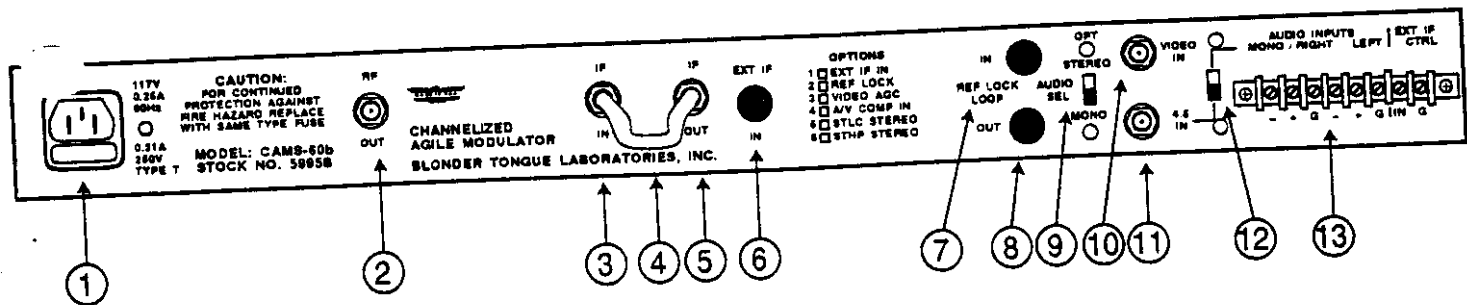 117V
0.25A
60Hz
0.31A
250V
TYPE T
CAUTION:
FOR CONTINUED
PROTECTION AGAINST
FIRE HAZARD REPLACE
WITH SAME TYPE FUSE
MODEL: CAMS-60b
STOCK NO. 5995B
RF
OUT
CHANNELIZED
AGILE MODULATOR
BLONDER TONGUE LABORATORIES, INC.
IF
IN
IF
OUT
EXT IF
IN
OPTIONS
1 EXT IF IN
2 REF LOCK
3 VIDEO AGC
4 A/V COMP IN
5 STLC STEREO
6 STHP STEREO
IN
REF LOCK
LOOP
OUT
OPT
STEREO
AUDIO
SEL
MONO
VIDEO
IN
4.5
IN
AUDIO INPUTS
MONO / RIGHT LEFT
EXT IF
CTRL
- + G - + G IN G
1 2 3 4 5 6 7 8 9 10 11 12 13